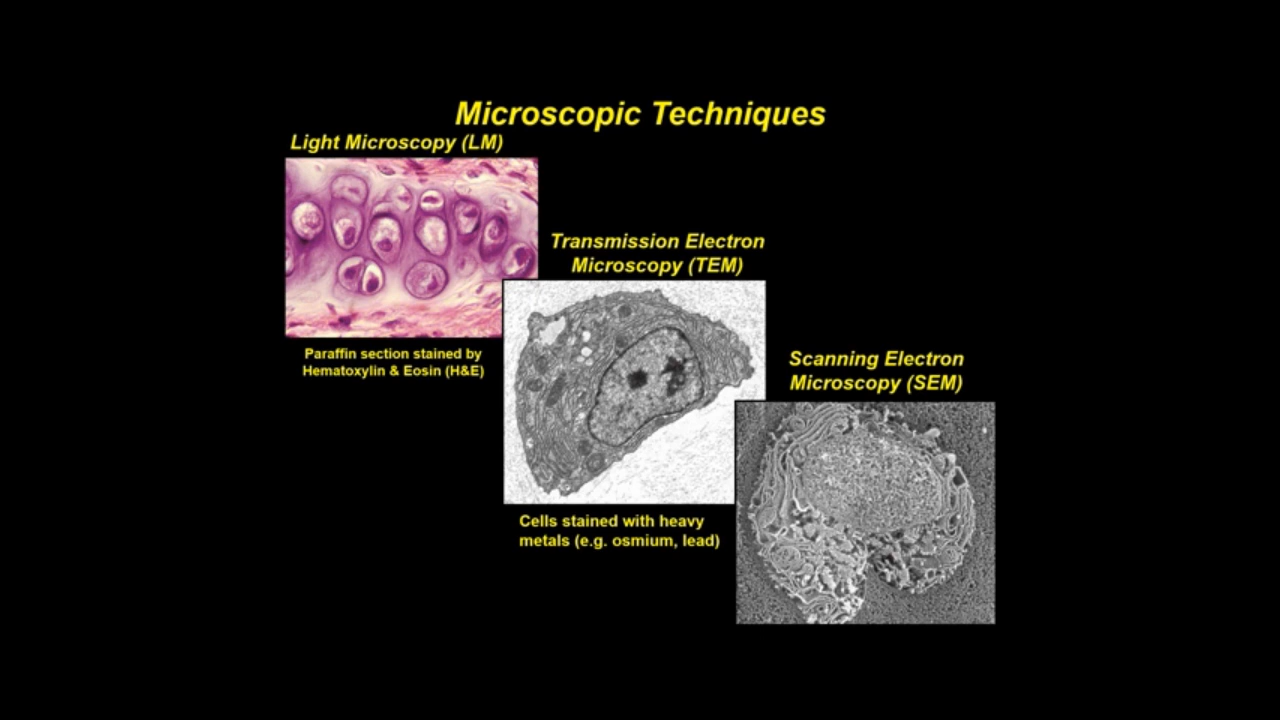 Microscopic Techniques
Light Microscopy (LM)
Paraffin section stained by
Hematoxylin & Eosin (H&E)
Transmission Electron
Microscopy (TEM)
Cells stained with heavy
metals (e.g. osmium, lead)
Scanning Electron
Microscopy (SEM)